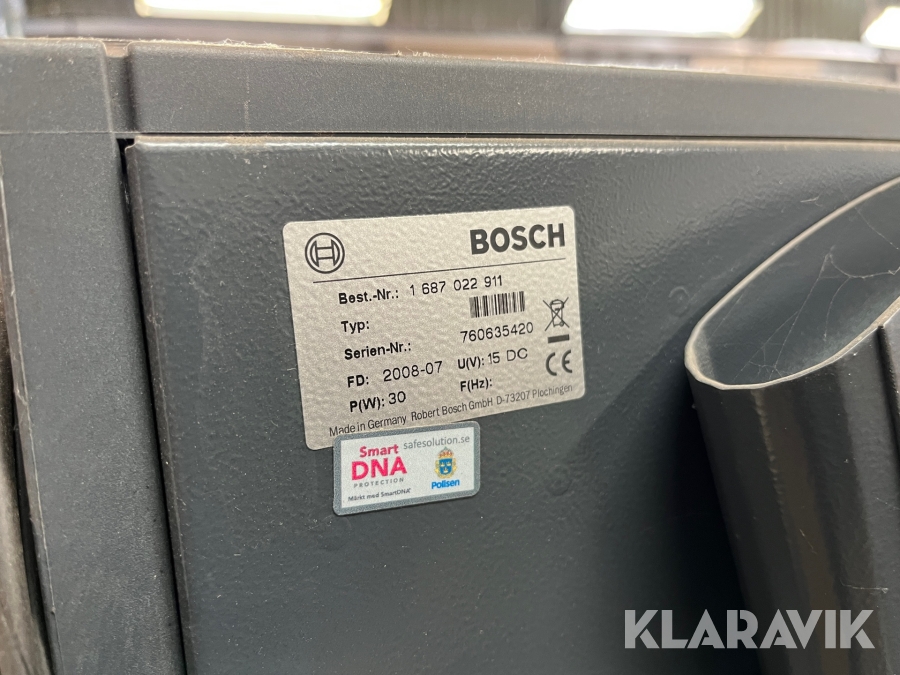 BOSCH
Best.-Nr.: 1 687 022 911
Typ:
Serien-Nr.: 760635420
FD: 2008-07 U(V): 15 DC
P(W): 30 F(Hz):
Made in Germany Robert Bosch GmbH D-73207 Plochingen
CE
Smart safesolution.se
DNA
PROTECTION
Polisen
Märkt med SmartDNA
KLARAVIK